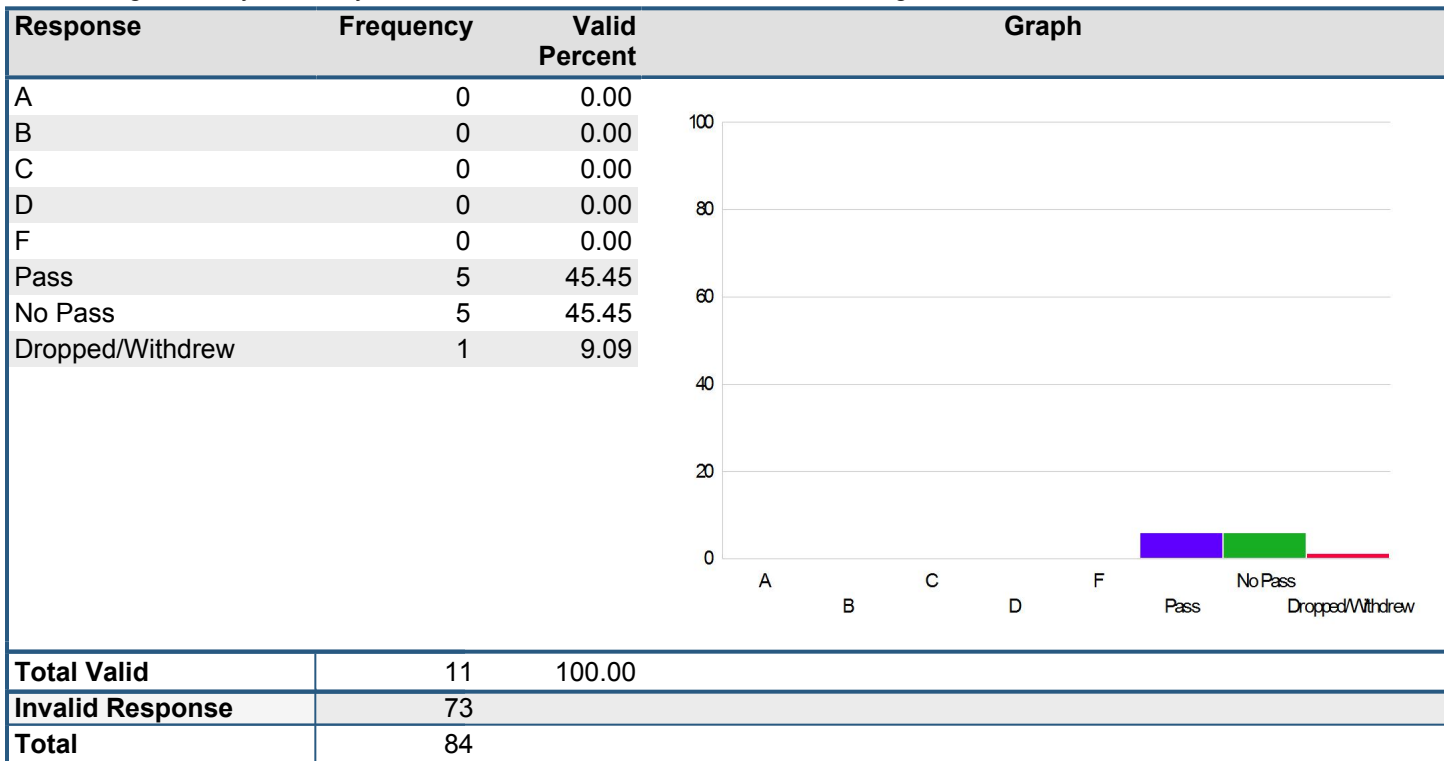 Response Frequency Valid Percent Graph
A 0 0.00
B 0 0.00
C 0 0.00
D 0 0.00
F 0 0.00
Pass 5 45.45
No Pass 5 45.45
Dropped/Withdrew 1 9.09
100
80
60
40
20
0
A C F No Pass
B D Pass Dropped/Withdrew
Total Valid 11 100.00
Invalid Response 73
Total 84